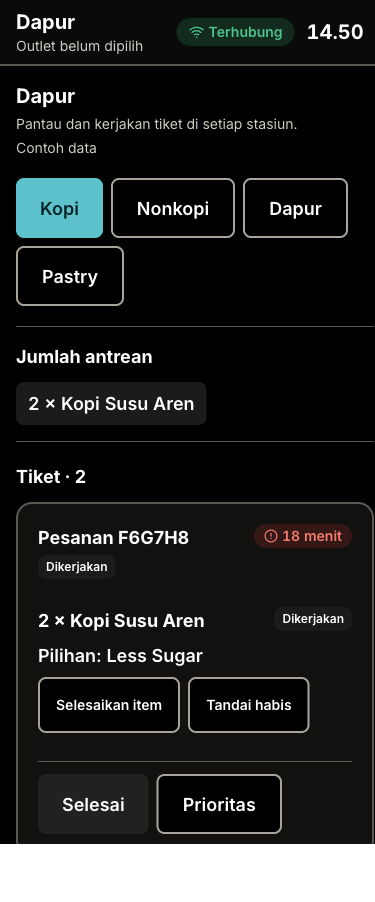 Dapur
Outlet belum dipilih
Terhubung
14.50
Dapur
Pantau dan kerjakan tiket di setiap stasiun.
Contoh data
Kopi
Nonkopi
Dapur
Pastry
Jumlah antrean
2 × Kopi Susu Aren
Tiket · 2
Pesanan F6G7H8
18 menit
Dikerjakan
2 × Kopi Susu Aren
Dikerjakan
Pilihan: Less Sugar
Selesaikan item
Tandai habis
Selesai
Prioritas